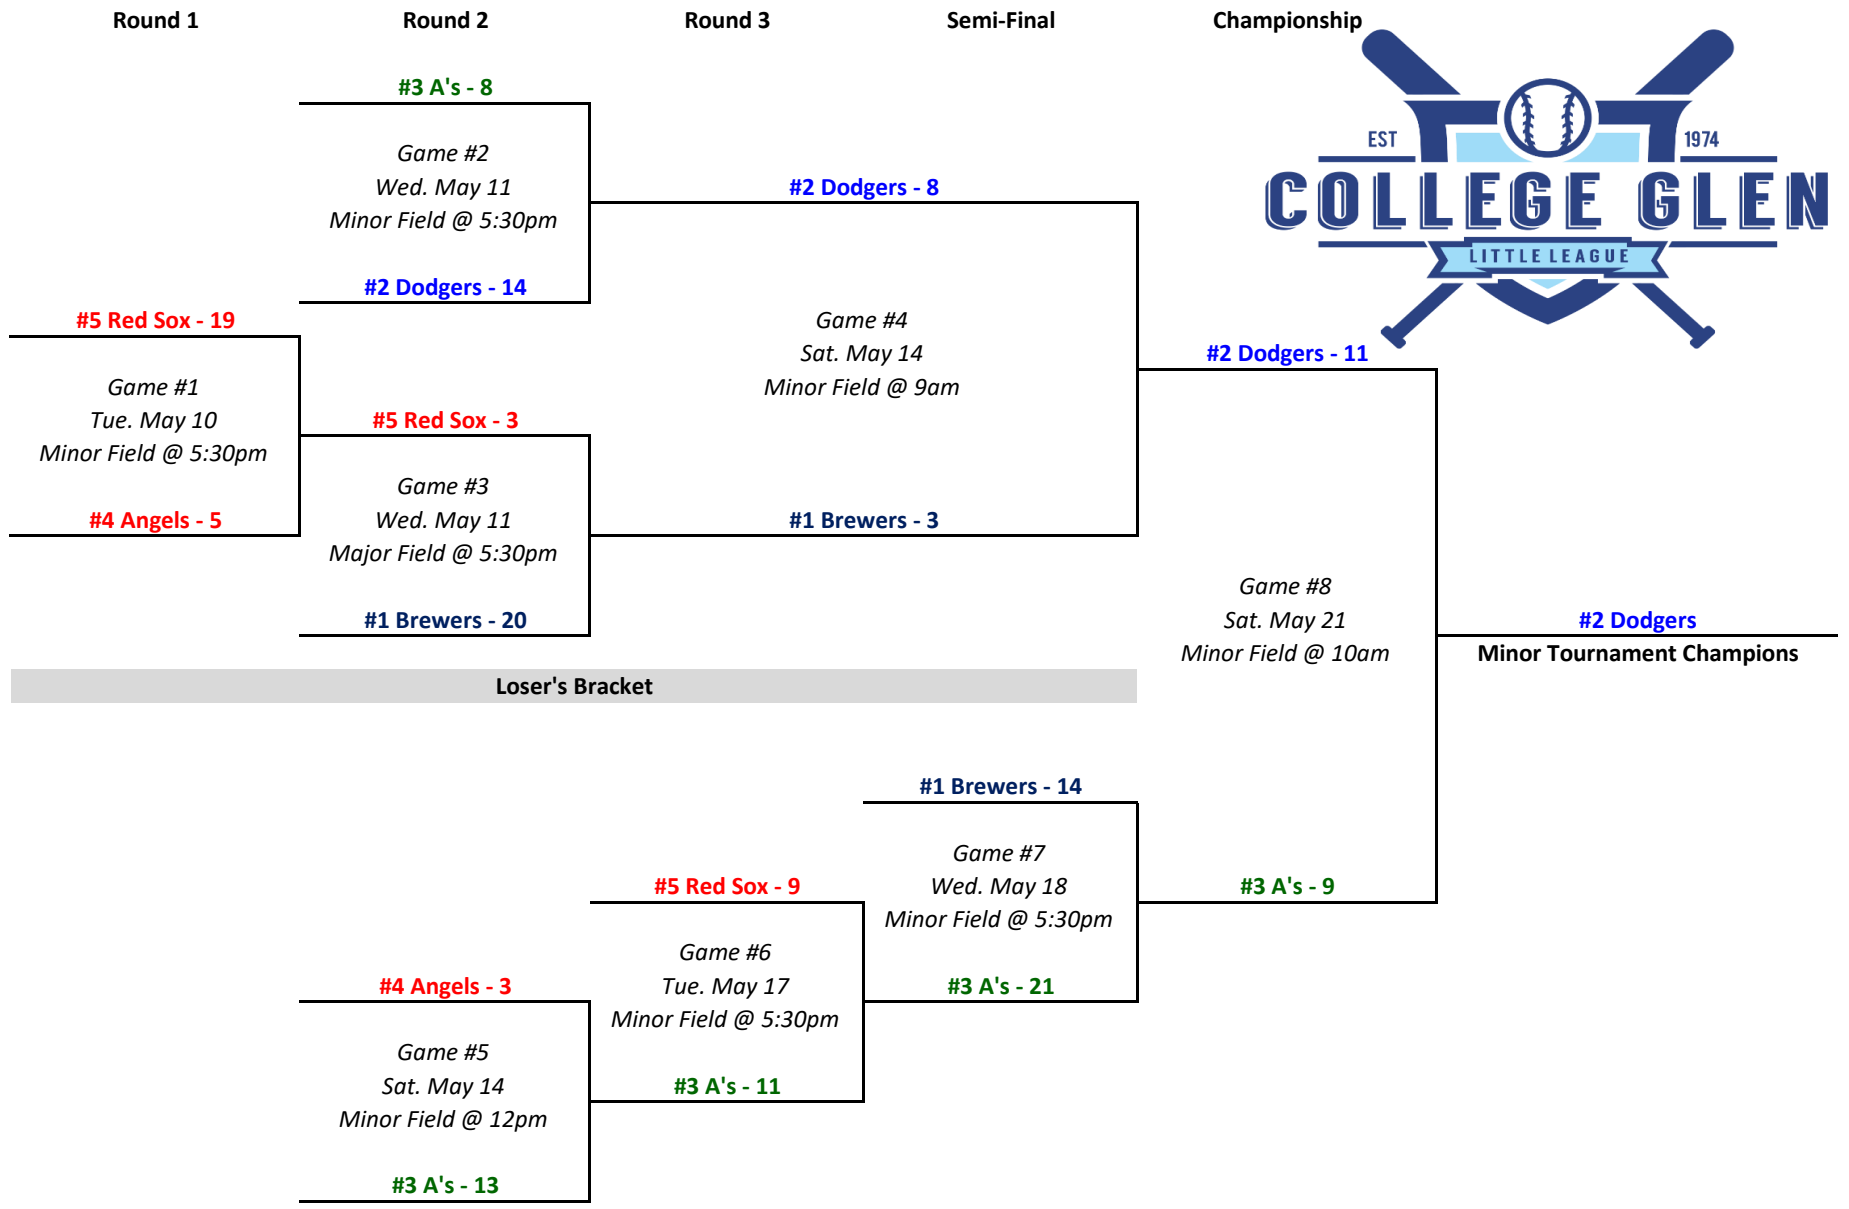 Round 1
Round 2
Round 3
Semi-Final
Championship
#3 A's - 8
Game #2
Wed. May 11
Minor Field @ 5:30pm
#2 Dodgers - 14
#2 Dodgers - 8
EST
1974
COLLEGE GLEN
LITTLE LEAGUE
#5 Red Sox - 19
Game #1
Tue. May 10
Minor Field @ 5:30pm
#4 Angels - 5
#5 Red Sox - 3
Game #3
Wed. May 11
Major Field @ 5:30pm
#1 Brewers - 20
Game #4
Sat. May 14
Minor Field @ 9am
#1 Brewers - 3
#2 Dodgers - 11
Game #8
Sat. May 21
Minor Field @ 10am
#2 Dodgers
Minor Tournament Champions
Loser's Bracket
#1 Brewers - 14
Game #7
Wed. May 18
Minor Field @ 5:30pm
#3 A's - 21
#3 A's - 9
#5 Red Sox - 9
Game #6
Tue. May 17
Minor Field @ 5:30pm
#3 A's - 11
#4 Angels - 3
Game #5
Sat. May 14
Minor Field @ 12pm
#3 A's - 13